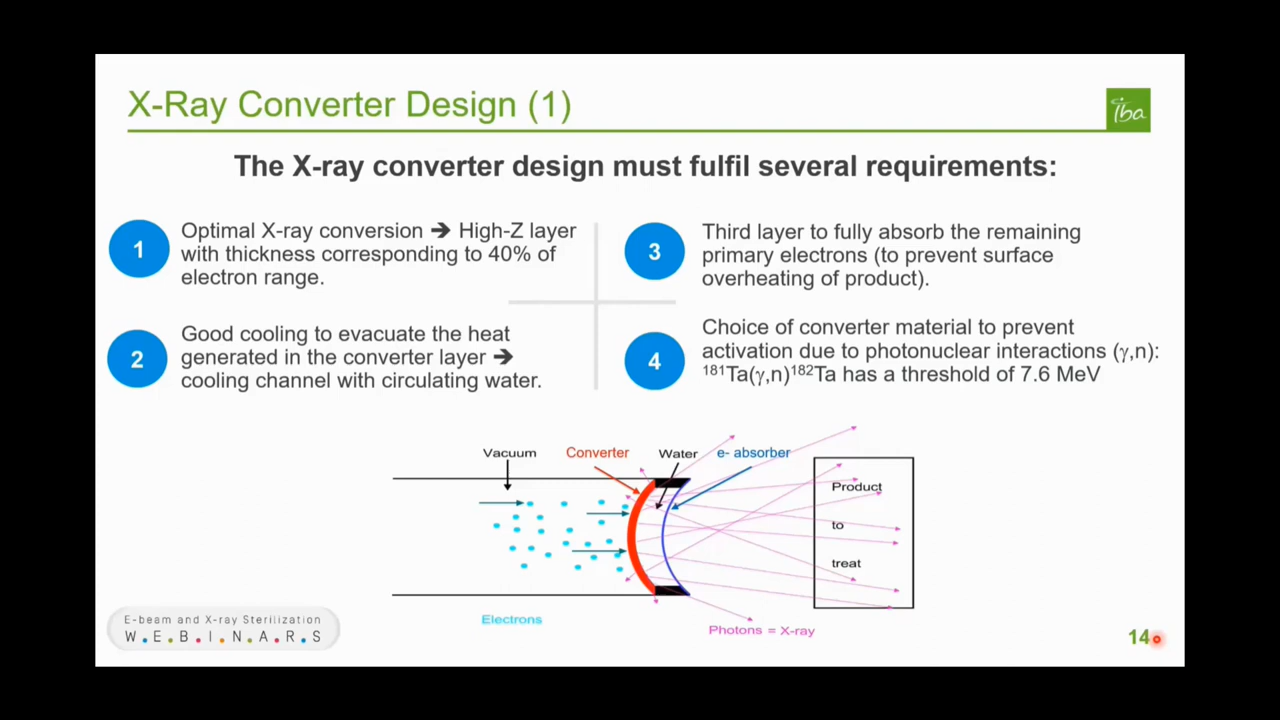 X-Ray Converter Design (1)
iba
The X-ray converter design must fulfil several requirements:
1
Optimal X-ray conversion ➔ High-Z layer
with thickness corresponding to 40% of
electron range.
2
Good cooling to evacuate the heat
generated in the converter layer ➔
cooling channel with circulating water.
3
Third layer to fully absorb the remaining
primary electrons (to prevent surface
overheating of product).
4
Choice of converter material to prevent
activation due to photonuclear interactions (γ,n):
¹⁸¹Ta(γ,n)¹⁸²Ta has a threshold of 7.6 MeV
Vacuum
Converter
Water
e- absorber
Product
to
treat
Electrons
Photons = X-ray
E-beam and X-ray Sterilization
W.E.B.I.N.A.R.S
14